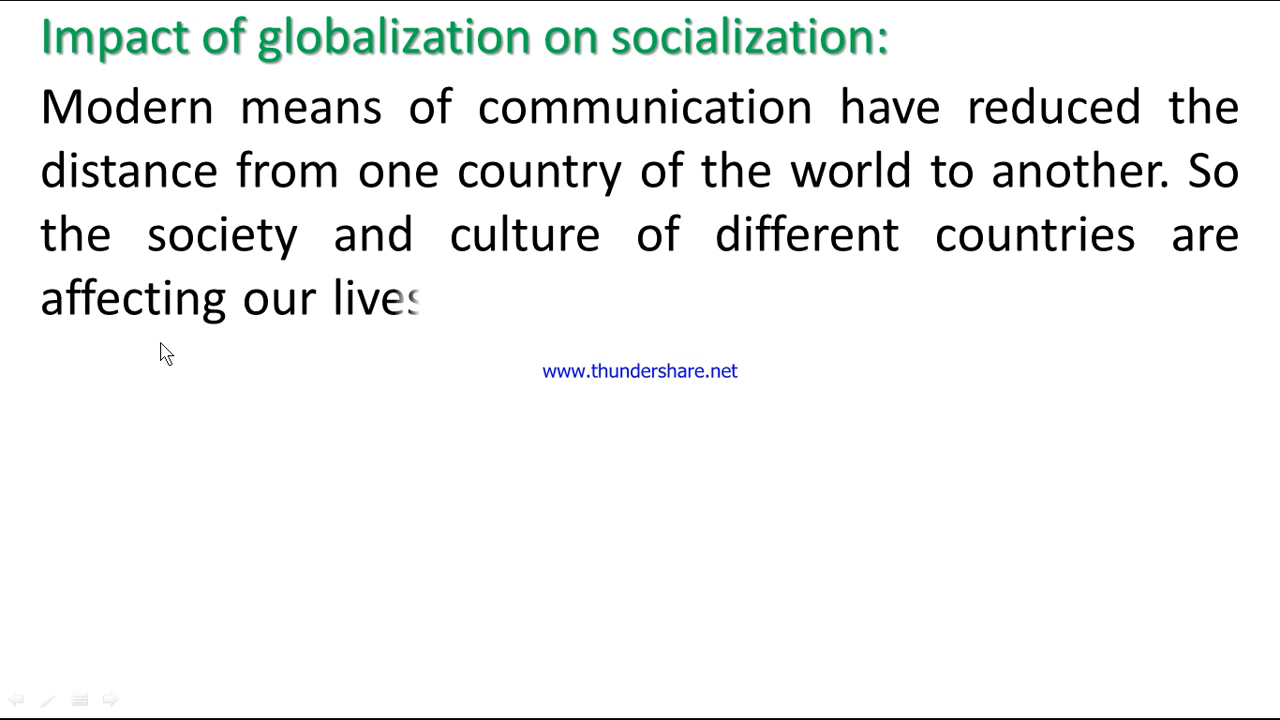 Impact of globalization on socialization:
Modern means of communication have reduced the
distance from one country of the world to another. So
the society and culture of different countries are
affecting our lives
www.thundershare.net